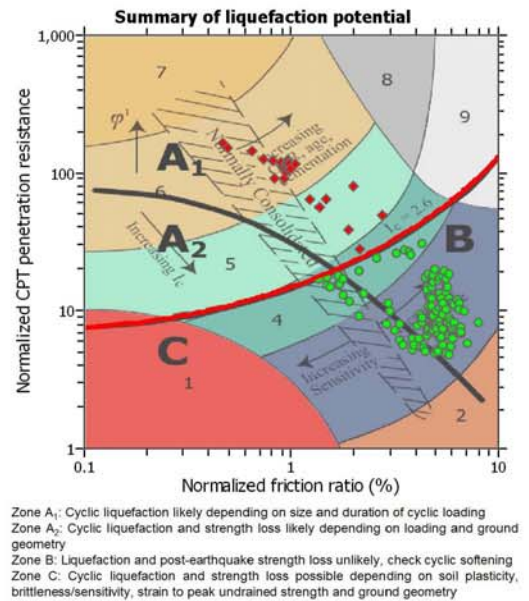 Summary of liquefaction potential
1,000
100
10
1
Normalized CPT penetration resistance
7
8
9
φ'
A1
Increasing
age,
cementation
Normally Consolidated
6
A2
Increasing Ic
5
Ic = 2.6
B
4
C
1
Increasing
Sensitivity
2
0.1
1
10
Normalized friction ratio (%)
Zone A1: Cyclic liquefaction likely depending on size and duration of cyclic loading
Zone A2: Cyclic liquefaction and strength loss likely depending on loading and ground
geometry
Zone B: Liquefaction and post-earthquake strength loss unlikely, check cyclic softening
Zone C: Cyclic liquefaction and strength loss possible depending on soil plasticity,
brittleness/sensitivity, strain to peak undrained strength and ground geometry